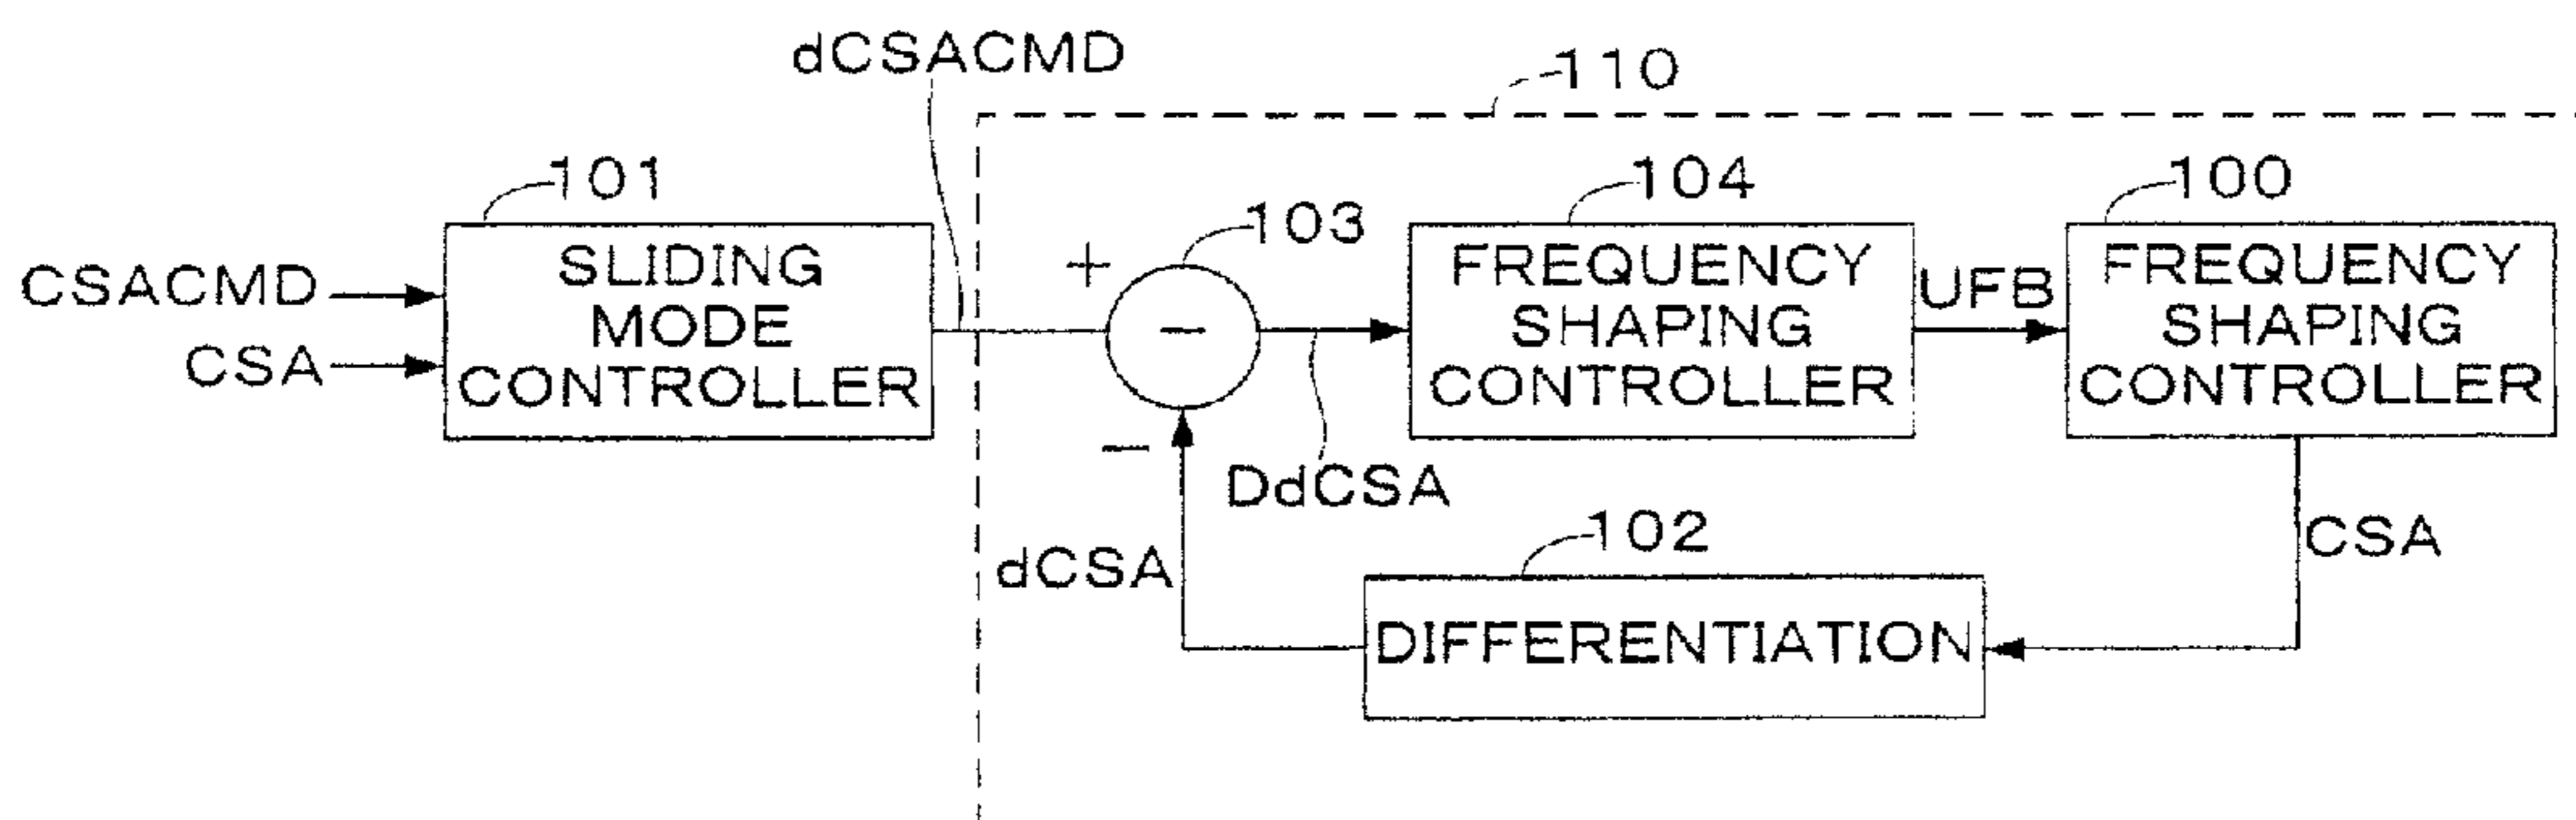 dCSACMD
110
101
SLIDING
MODE
CONTROLLER
CSACMD
CSA
103
+
−
−
DdCSA
104
FREQUENCY
SHAPING
CONTROLLER
UFB
100
FREQUENCY
SHAPING
CONTROLLER
CSA
102
DIFFERENTIATION
dCSA